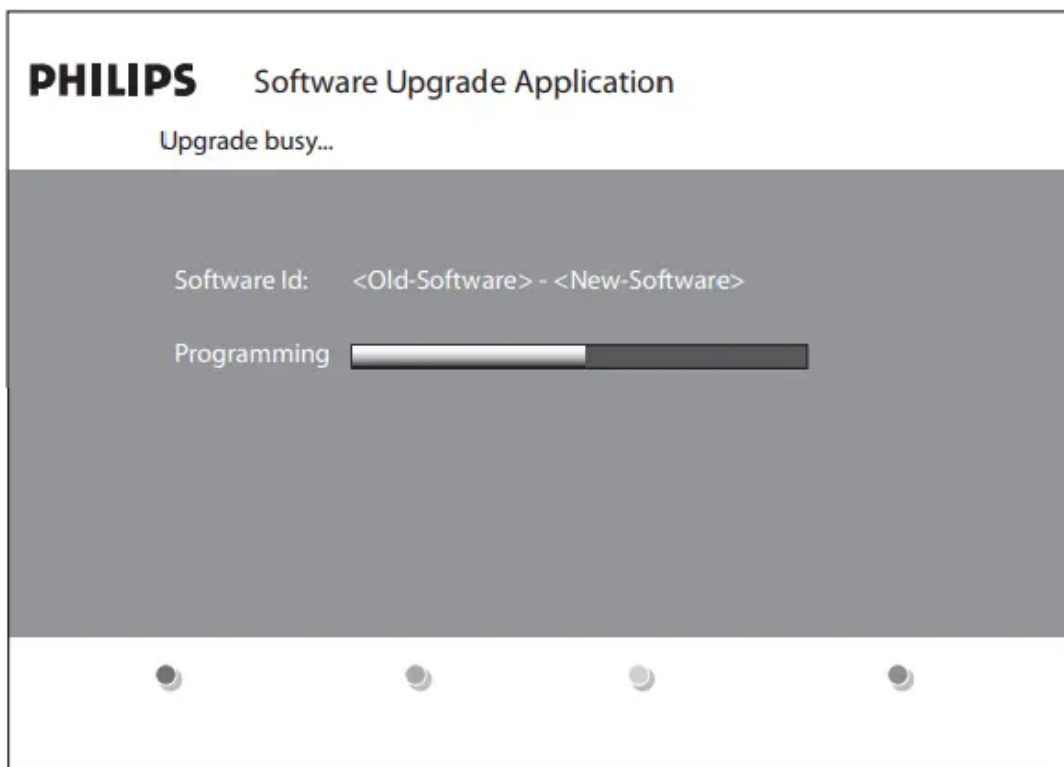 PHILIPS Software Upgrade Application
Upgrade busy...
Software Id: <Old-Software> - <New-Software>
Programming